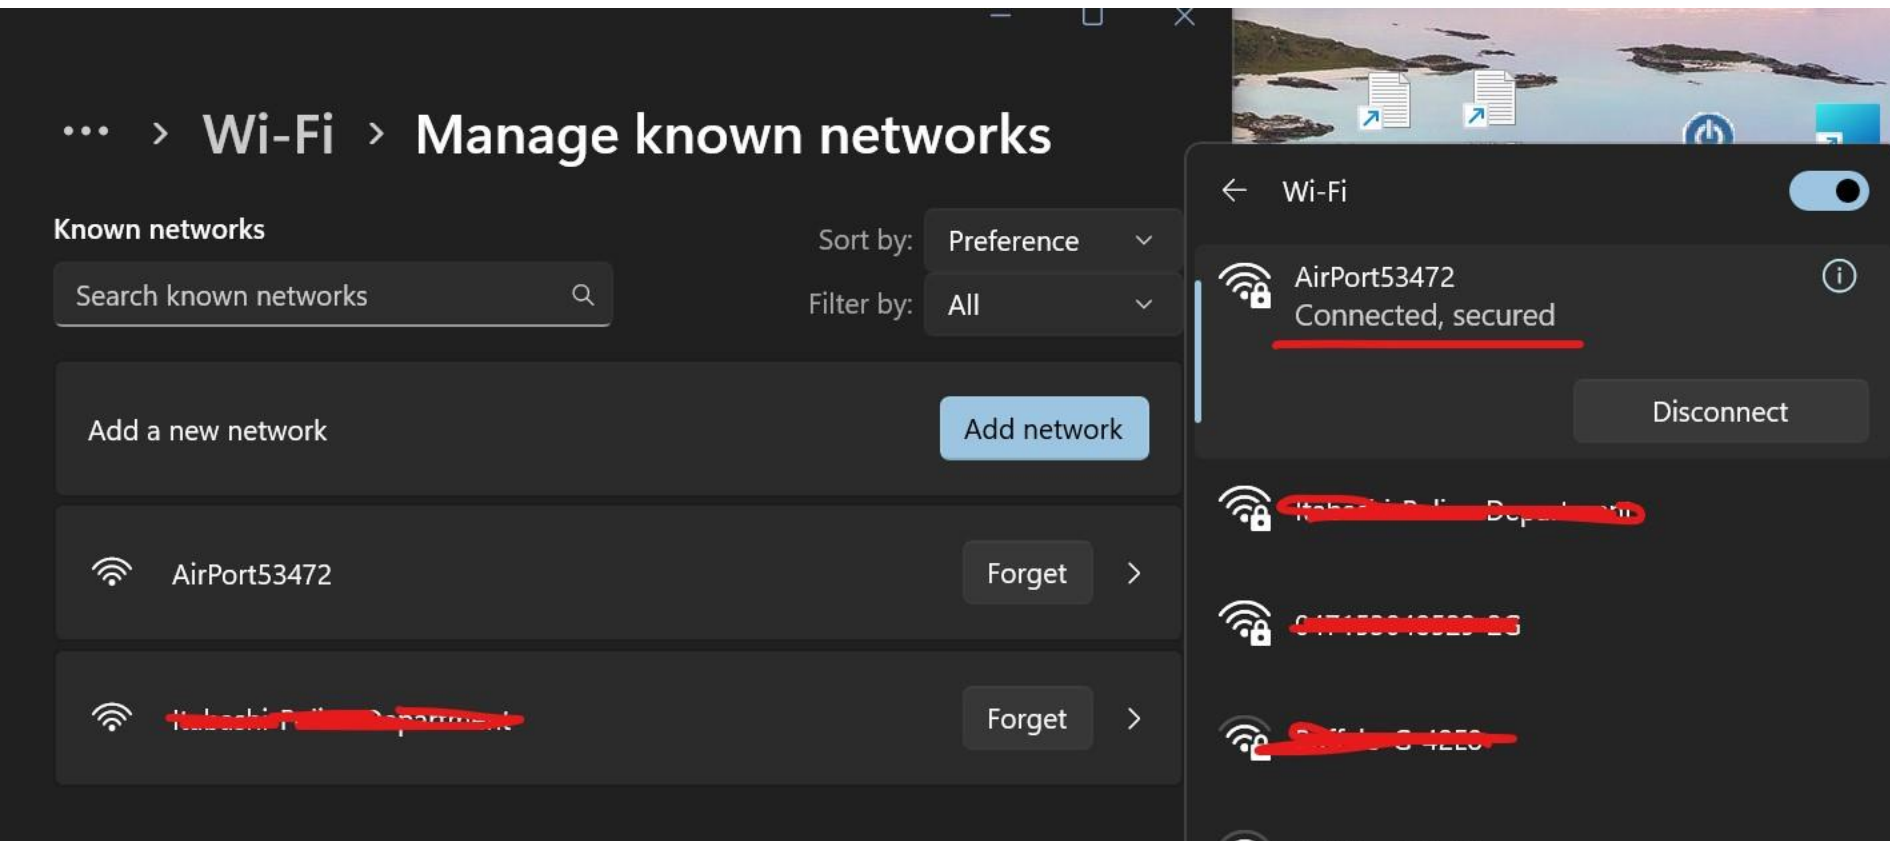 ... > Wi-Fi > Manage known networks
Known networks
Sort by: Preference
Search known networks
Filter by: All
Add a new network
Add network
AirPort53472
Forget
Forget
Wi-Fi
AirPort53472
Connected, secured
Disconnect